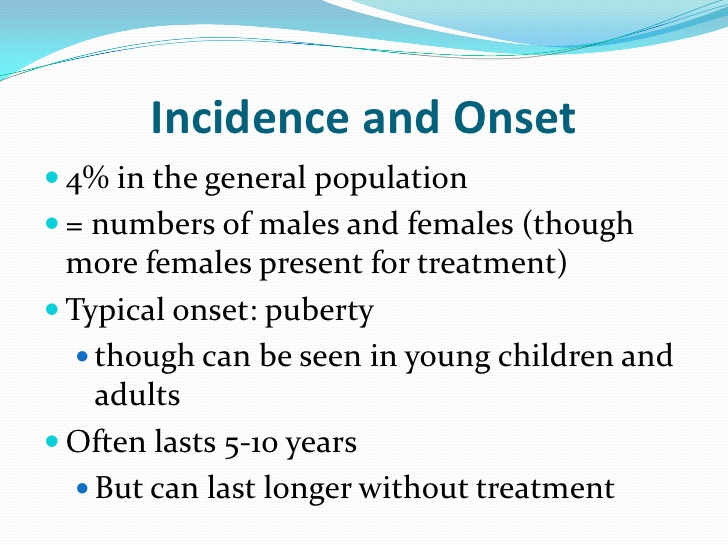 Incidence and Onset
• 4% in the general population
• = numbers of males and females (though
more females present for treatment)
• Typical onset: puberty
• though can be seen in young children and
adults
• Often lasts 5-10 years
• But can last longer without treatment